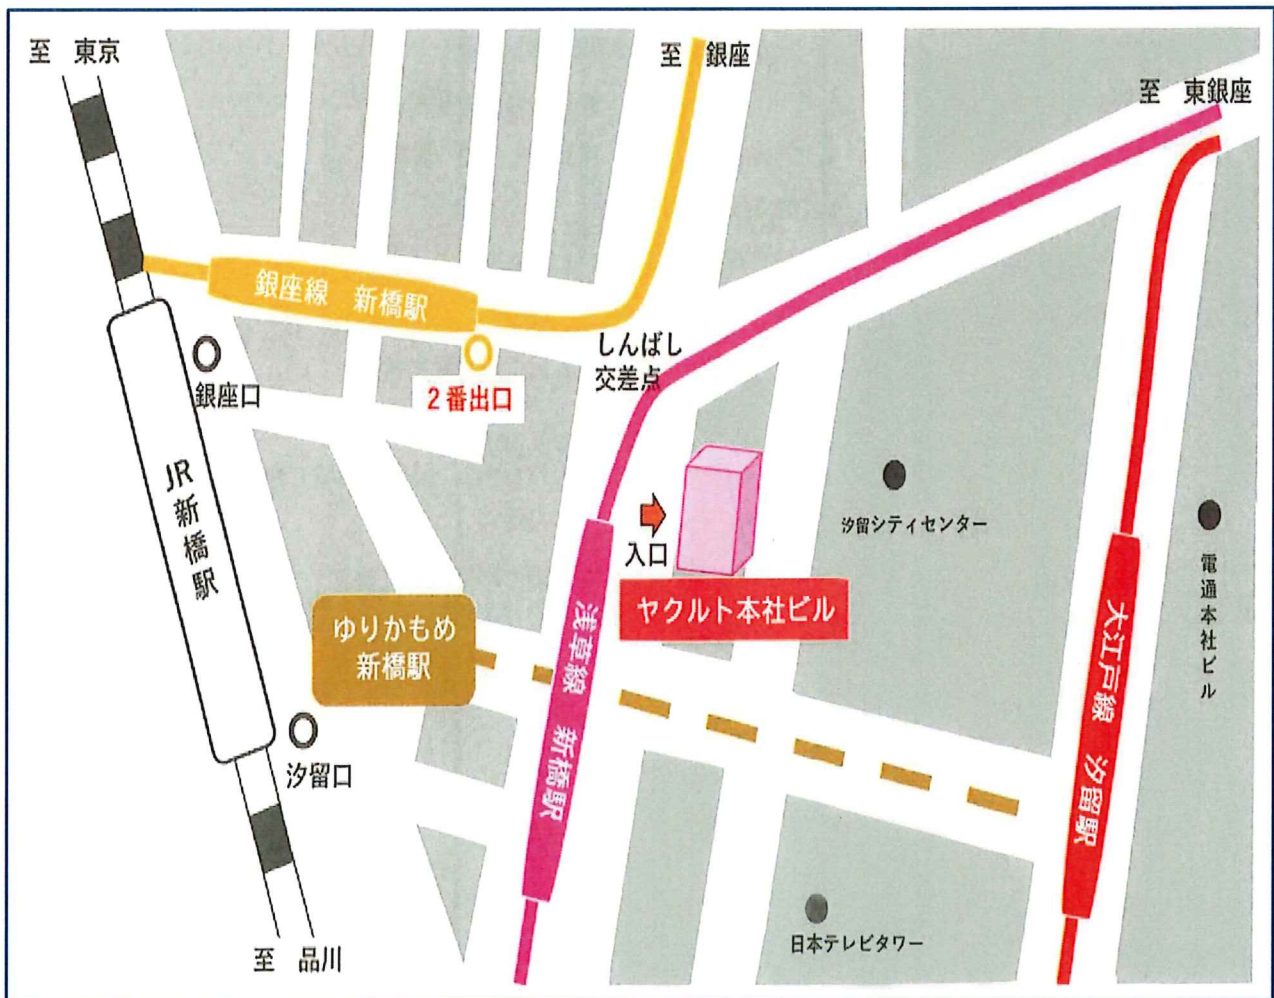 至 東京
至 銀座
至 東銀座
銀座線 新橋駅
しんばし
交差点
銀座口
2番出口
JR新橋駅
汐留シティセンター
入口
電通本社ビル
ヤクルト本社ビル
ゆりかもめ
新橋駅
浅草線 新橋駅
大江戸線 汐留駅
汐留口
日本テレビタワー
至 品川